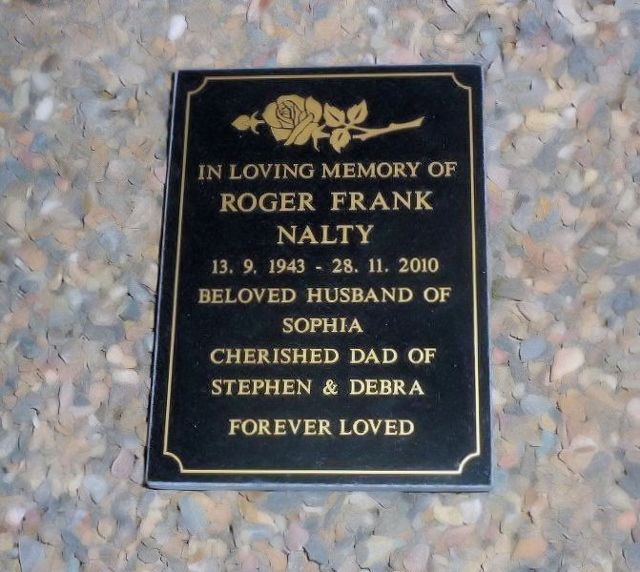 IN LOVING MEMORY OF
ROGER FRANK
NALTY
13. 9. 1943 - 28. 11. 2010
BELOVED HUSBAND OF
SOPHIA
CHERISHED DAD OF
STEPHEN & DEBRA
FOREVER LOVED